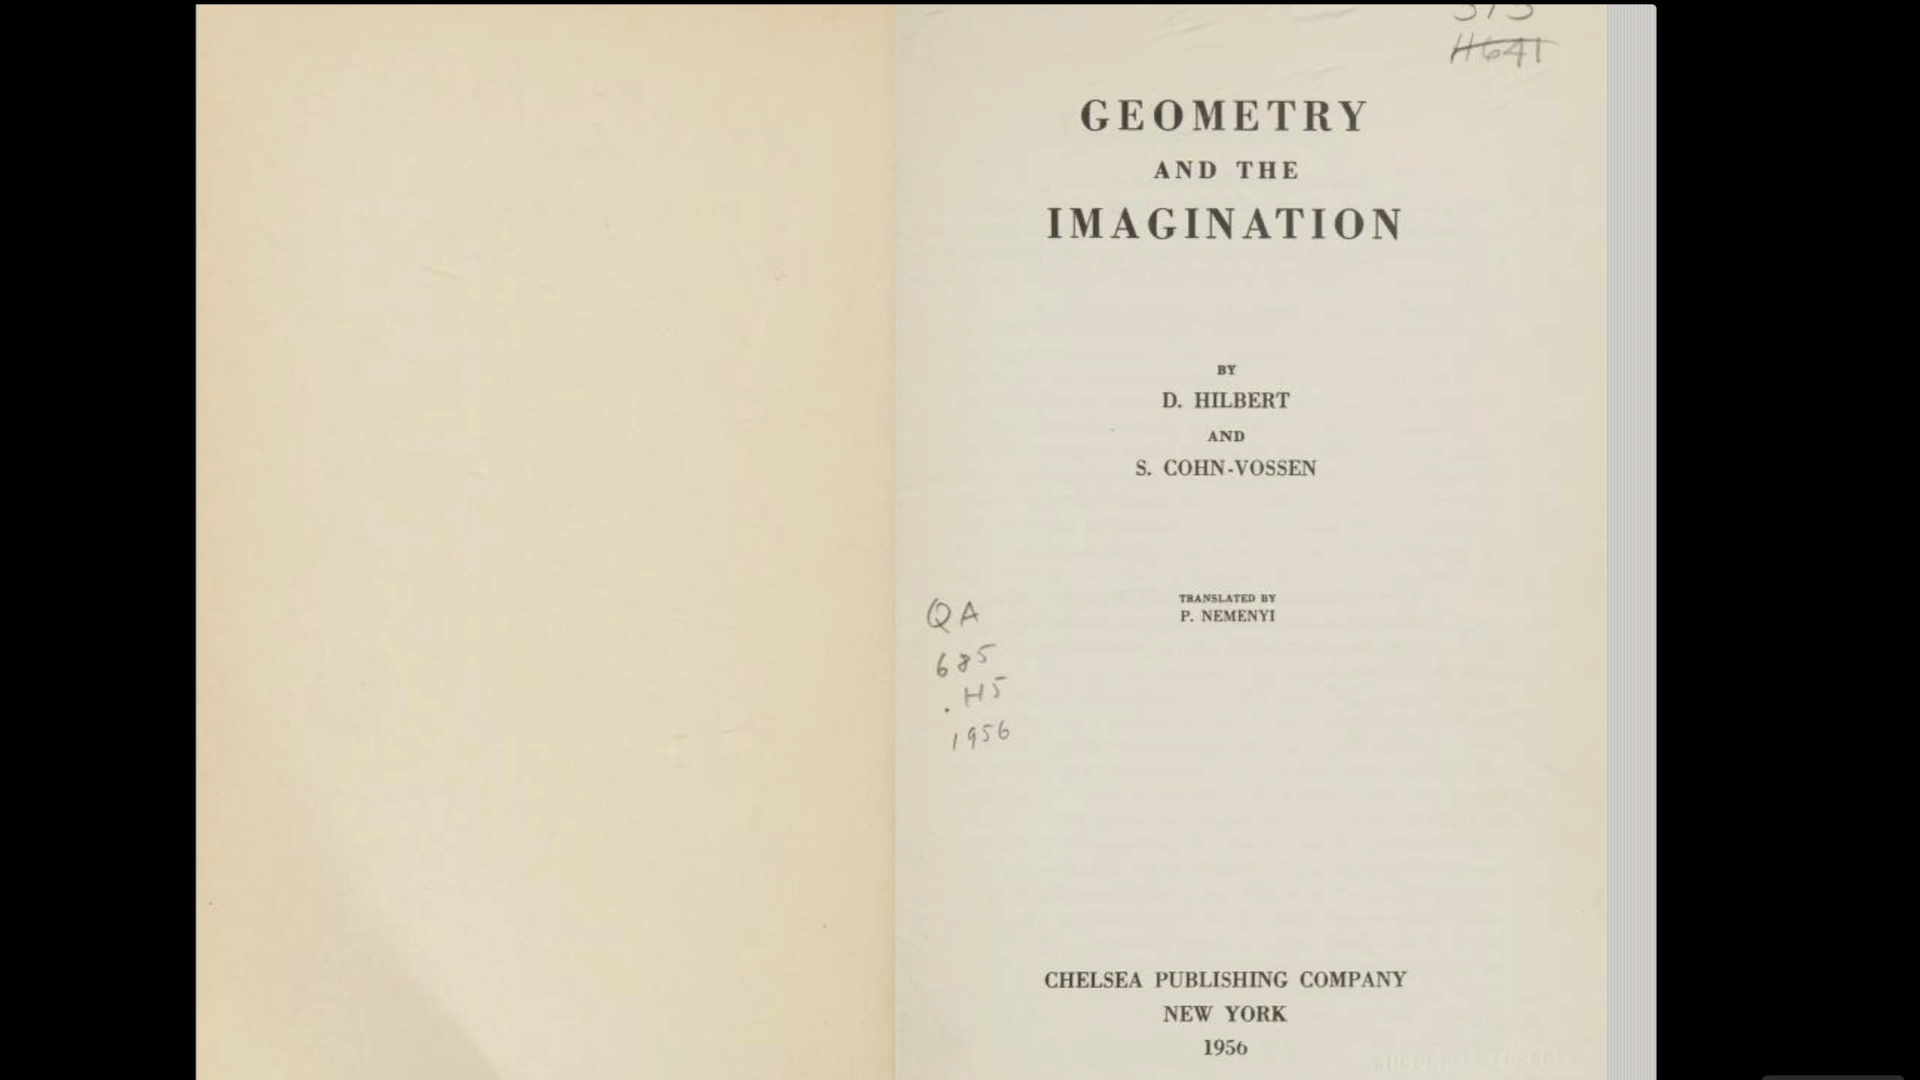 H641
GEOMETRY
AND THE
IMAGINATION
BY
D. HILBERT
AND
S. COHN-VOSSEN
TRANSLATED BY
P. NEMENYI
QA
685
.H5
1956
CHELSEA PUBLISHING COMPANY
NEW YORK
1956